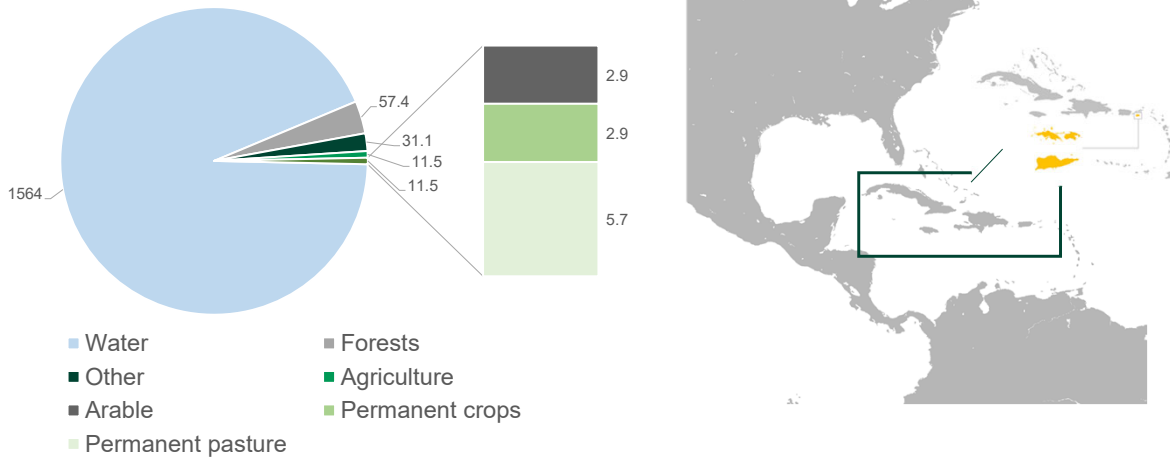 57.4
31.1
11.5
11.5
1564
2.9
2.9
5.7
Water
Forests
Other
Agriculture
Arable
Permanent crops
Permanent pasture